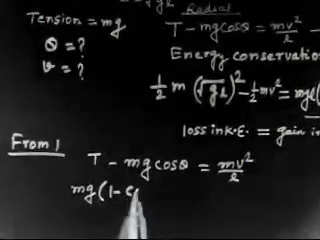 Tension = mg
θ = ?
v = ?
Radial
T - mgcosθ = mv²/l
Energy conservation
1/2 m (√gl)² - 1/2 mv² = mgl(
loss in K.E. = gain in
From 1
T - mgcosθ = mv²/l
mg(1-c